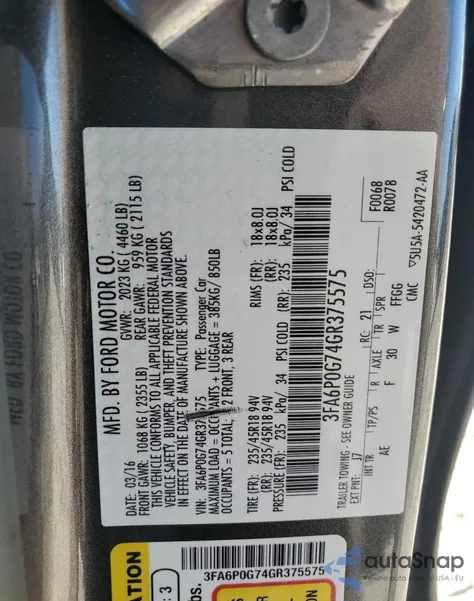 MFD. BY FORD MOTOR CO.
DATE: 03/16 GVWR: 2023 KG ( 4460 LB)
FRONT GAWR: 1068 KG ( 2355 LB) REAR GAWR: 959 KG ( 2115 LB)
THIS VEHICLE CONFORMS TO ALL APPLICABLE FEDERAL MOTOR
VEHICLE SAFETY, BUMPER, AND THEFT PREVENTION STANDARDS
IN EFFECT ON THE DATE OF MANUFACTURE SHOWN ABOVE.
VIN: 3FA6P0G74GR375575 TYPE: Passenger Car
MAXIMUM LOAD = OCCUPANTS + LUGGAGE = 385KG/ 850LB
OCCUPANTS = 5 TOTAL; 2 FRONT, 3 REAR
TIRE (FR): 235/45R18 94V RIMS (FR): 18x8.0J
(RR): 235/45R18 94V (RR): 18x8.0J
PRESSURE (FR): 235 kPa/ 34 PSI COLD (RR): 235 kPa/ 34 PSI COLD
3FA6P0G74GR375575
TRAILER TOWING - SEE OWNER GUIDE F0068
EXT PNT: J7 RC: 21 DSO: R0078
INT TR TP/PS R AXLE TR SPR
AE F 30 W FFGG
CMC ▽5U5A-5420472-AA
3FA6P0G74GR375575
: 3
autoSnap